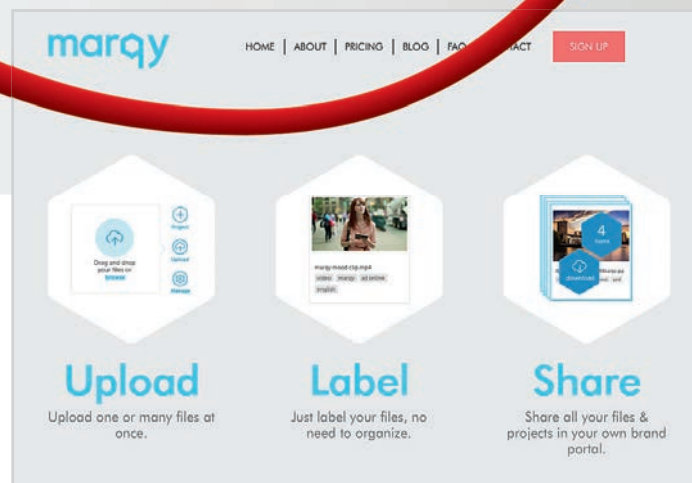 marqy
HOME | ABOUT | PRICING | BLOG | FAQ
SIGN UP
Drag and drop
your files or
browse
Project
Upload
Manage
marqy mood clip.mp4
video marqy ad online
english
4
items
download
and
Upload
Upload one or many files at
once.
Label
Just label your files, no
need to organize.
Share
Share all your files &
projects in your own brand
portal.